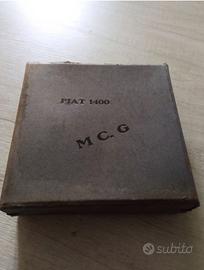 FIAT 1400
M C. G
subito